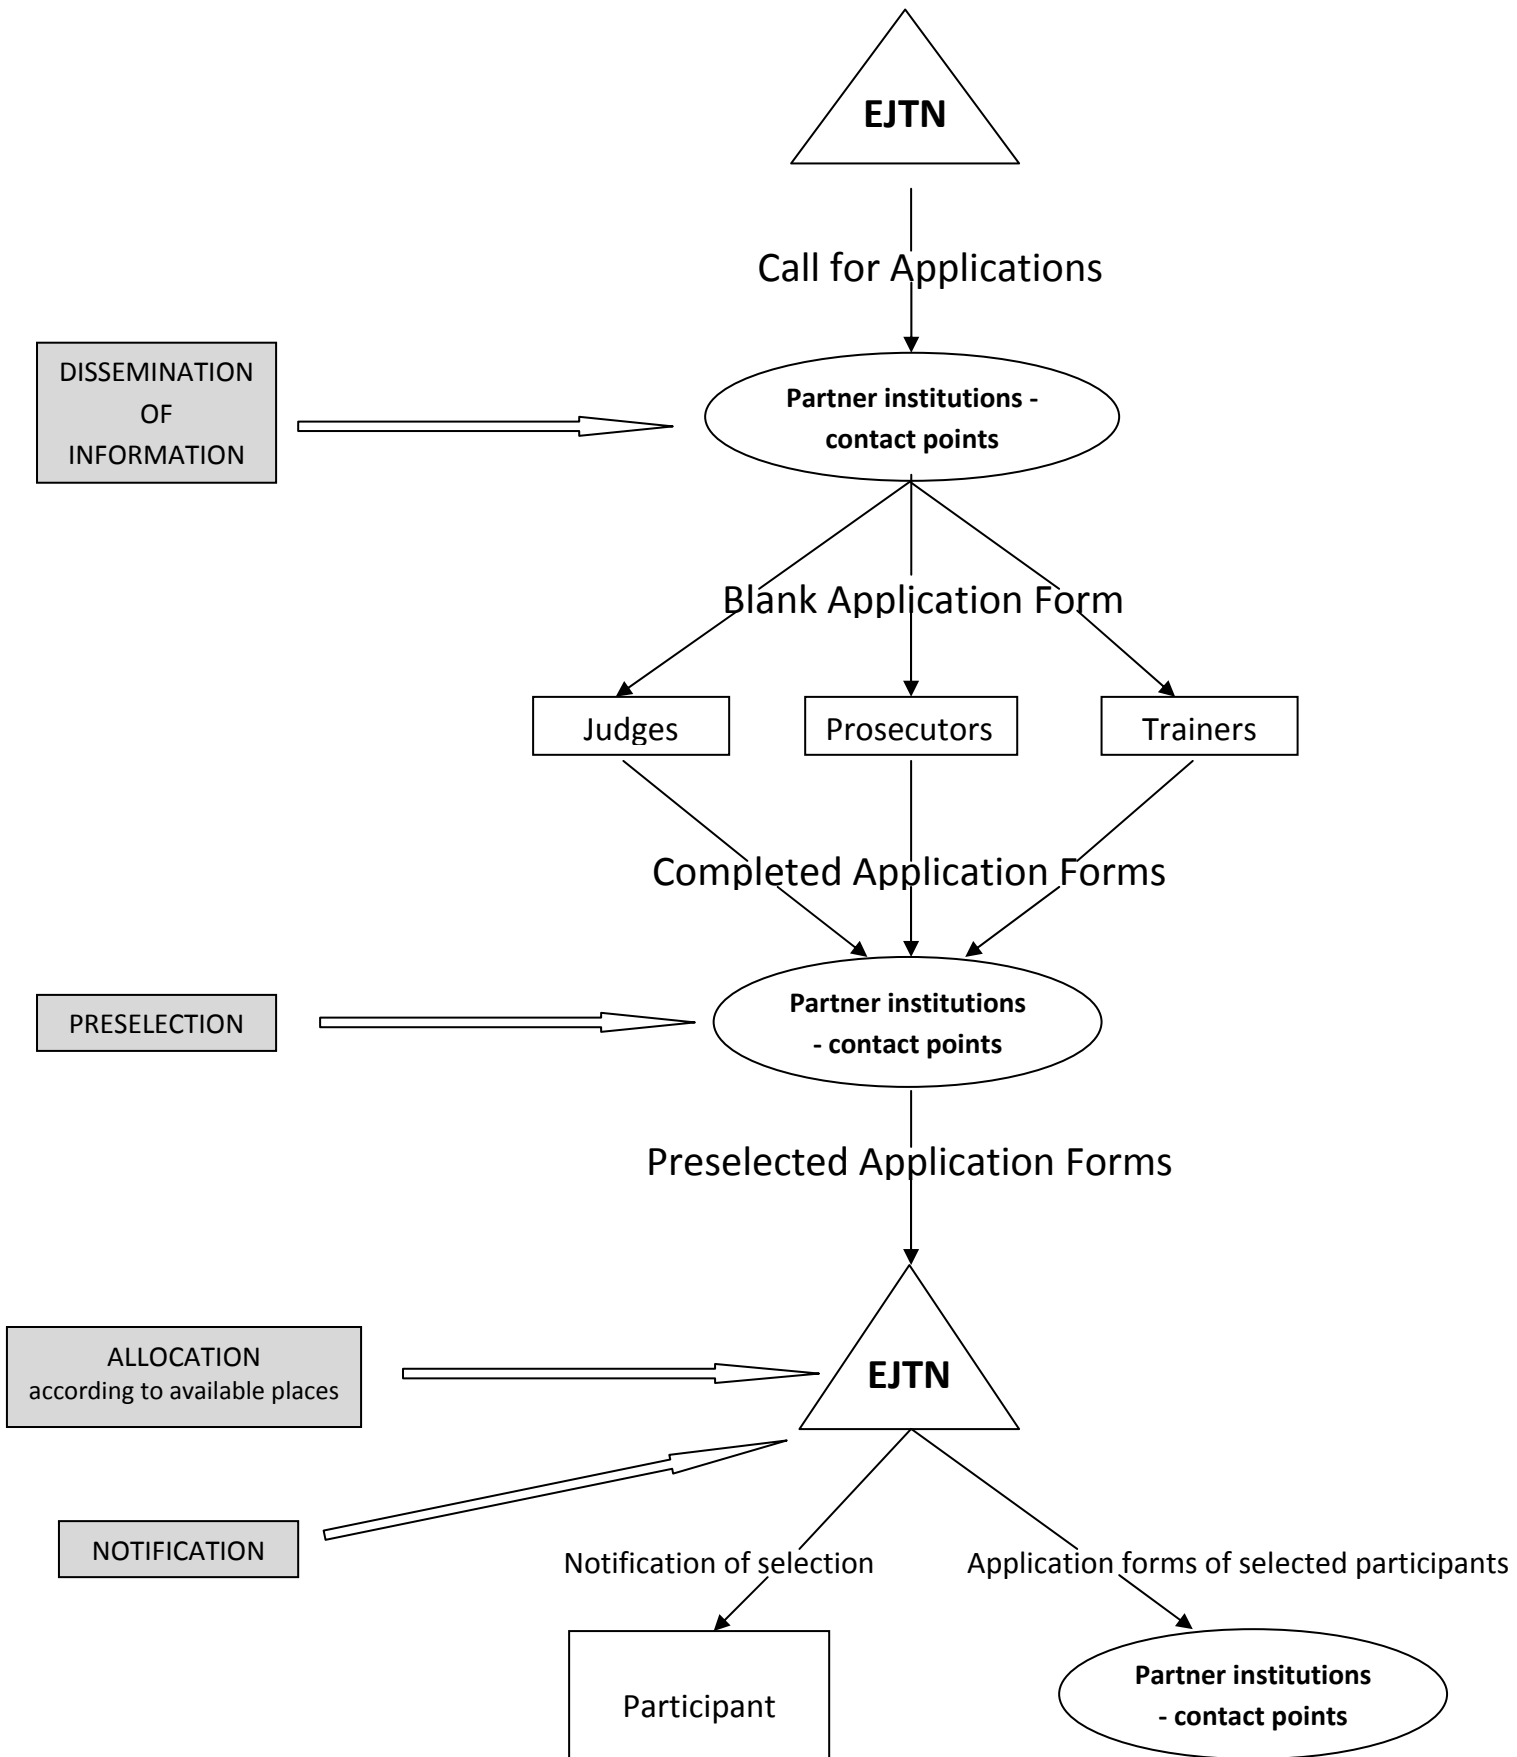 EJTN
Call for Applications
DISSEMINATION
OF
INFORMATION
Partner institutions -
contact points
Blank Application Form
Judges
Prosecutors
Trainers
Completed Application Forms
PRESELECTION
Partner institutions
- contact points
Preselected Application Forms
ALLOCATION
according to available places
EJTN
NOTIFICATION
Notification of selection
Application forms of selected participants
Participant
Partner institutions
- contact points